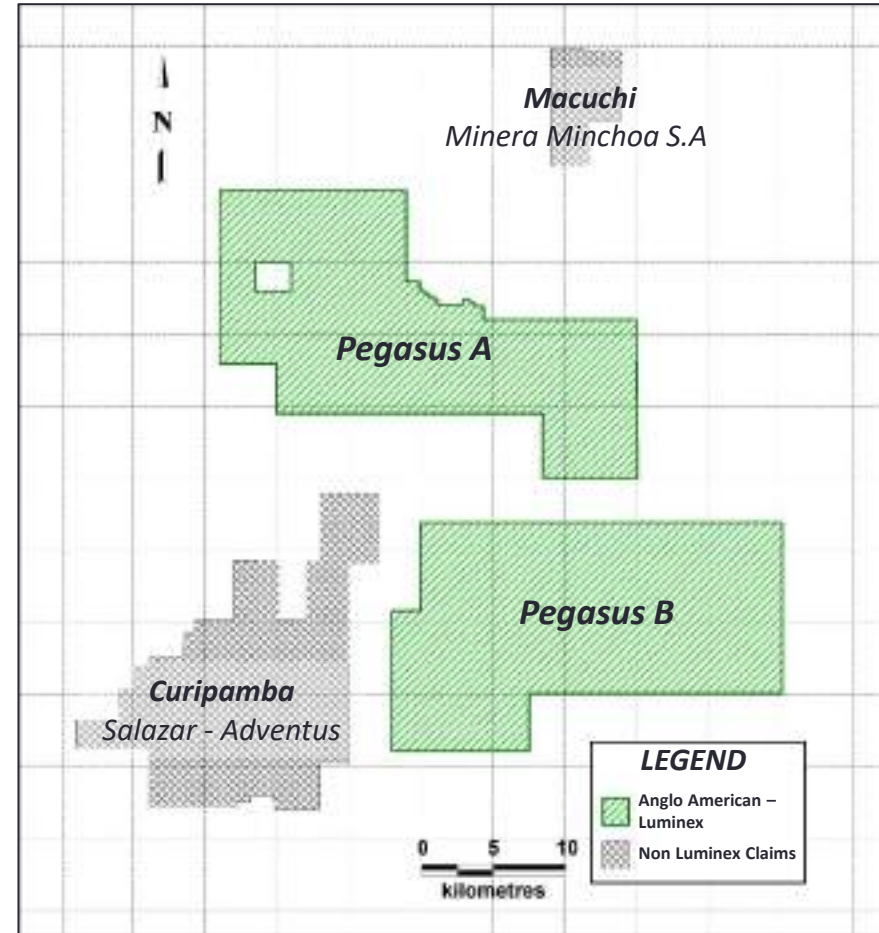 N
Macuchi
Minera Minchoa S.A
Pegasus A
Pegasus B
Curipamba
Salazar - Adventus
LEGEND
Anglo American –
Luminex
Non Luminex Claims
0 5 10
kilometres